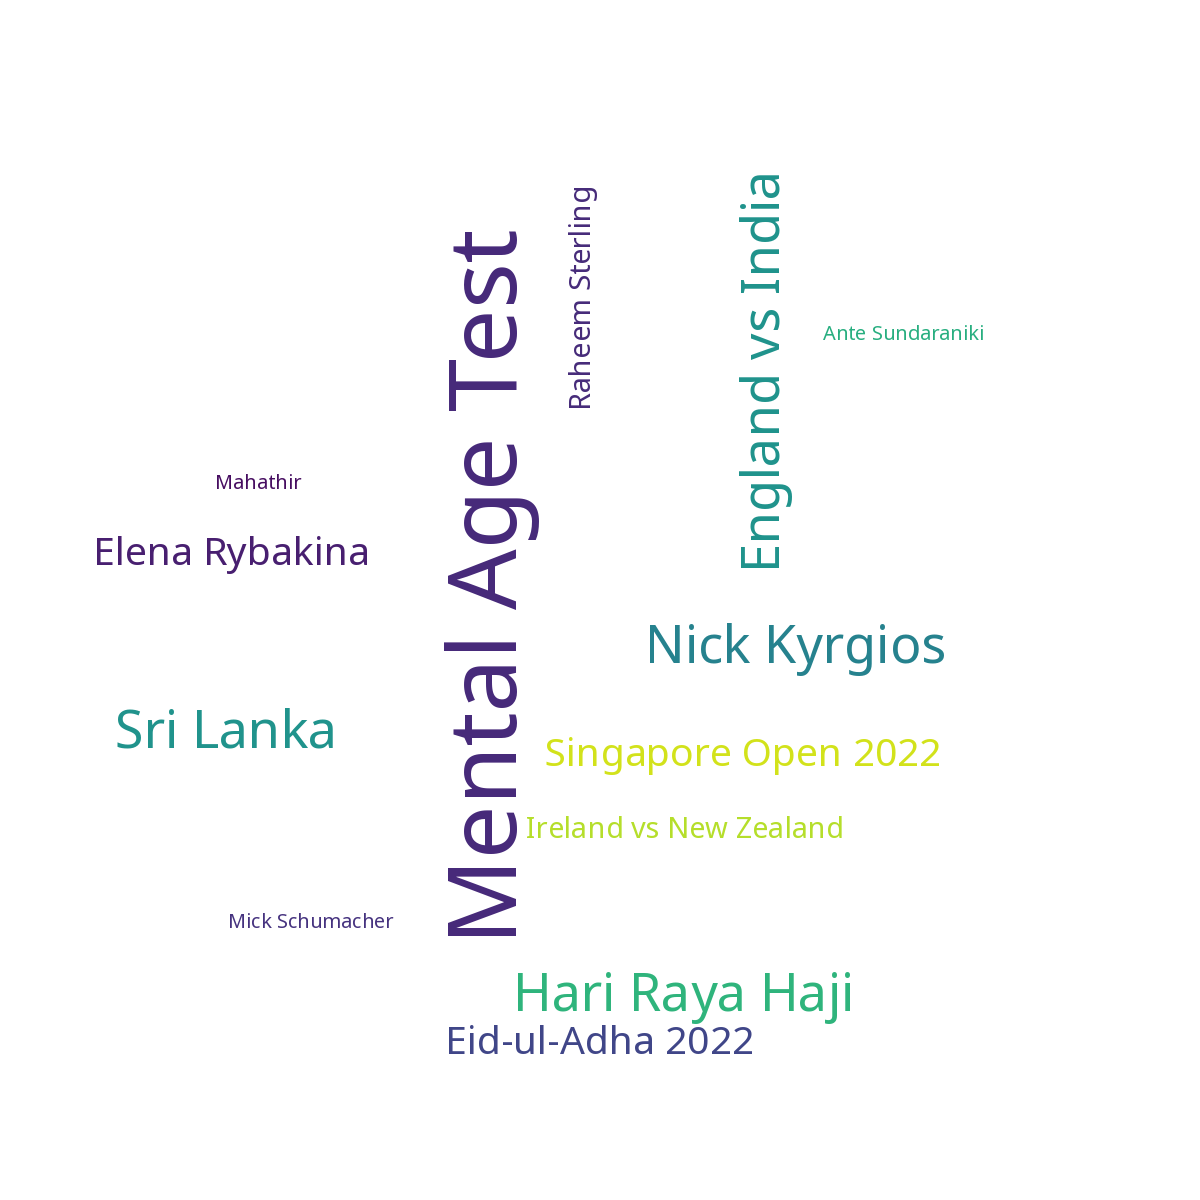 Mental Age Test
Raheem Sterling
England vs India
Ante Sundaraniki
Mahathir
Elena Rybakina
Nick Kyrgios
Sri Lanka
Singapore Open 2022
Ireland vs New Zealand
Mick Schumacher
Hari Raya Haji
Eid-ul-Adha 2022